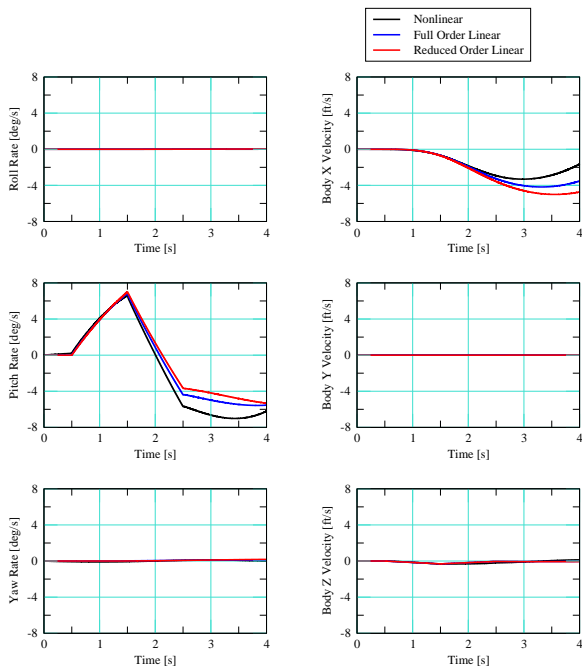 Nonlinear
Full Order Linear
Reduced Order Linear
8
4
0
-4
-8
Roll Rate [deg/s]
0 1 2 3 4
Time [s]
8
4
0
-4
-8
Body X Velocity [ft/s]
0 1 2 3 4
Time [s]
8
4
0
-4
-8
Pitch Rate [deg/s]
0 1 2 3 4
Time [s]
8
4
0
-4
-8
Body Y Velocity [ft/s]
0 1 2 3 4
Time [s]
8
4
0
-4
-8
Yaw Rate [deg/s]
0 1 2 3 4
Time [s]
8
4
0
-4
-8
Body Z Velocity [ft/s]
0 1 2 3 4
Time [s]